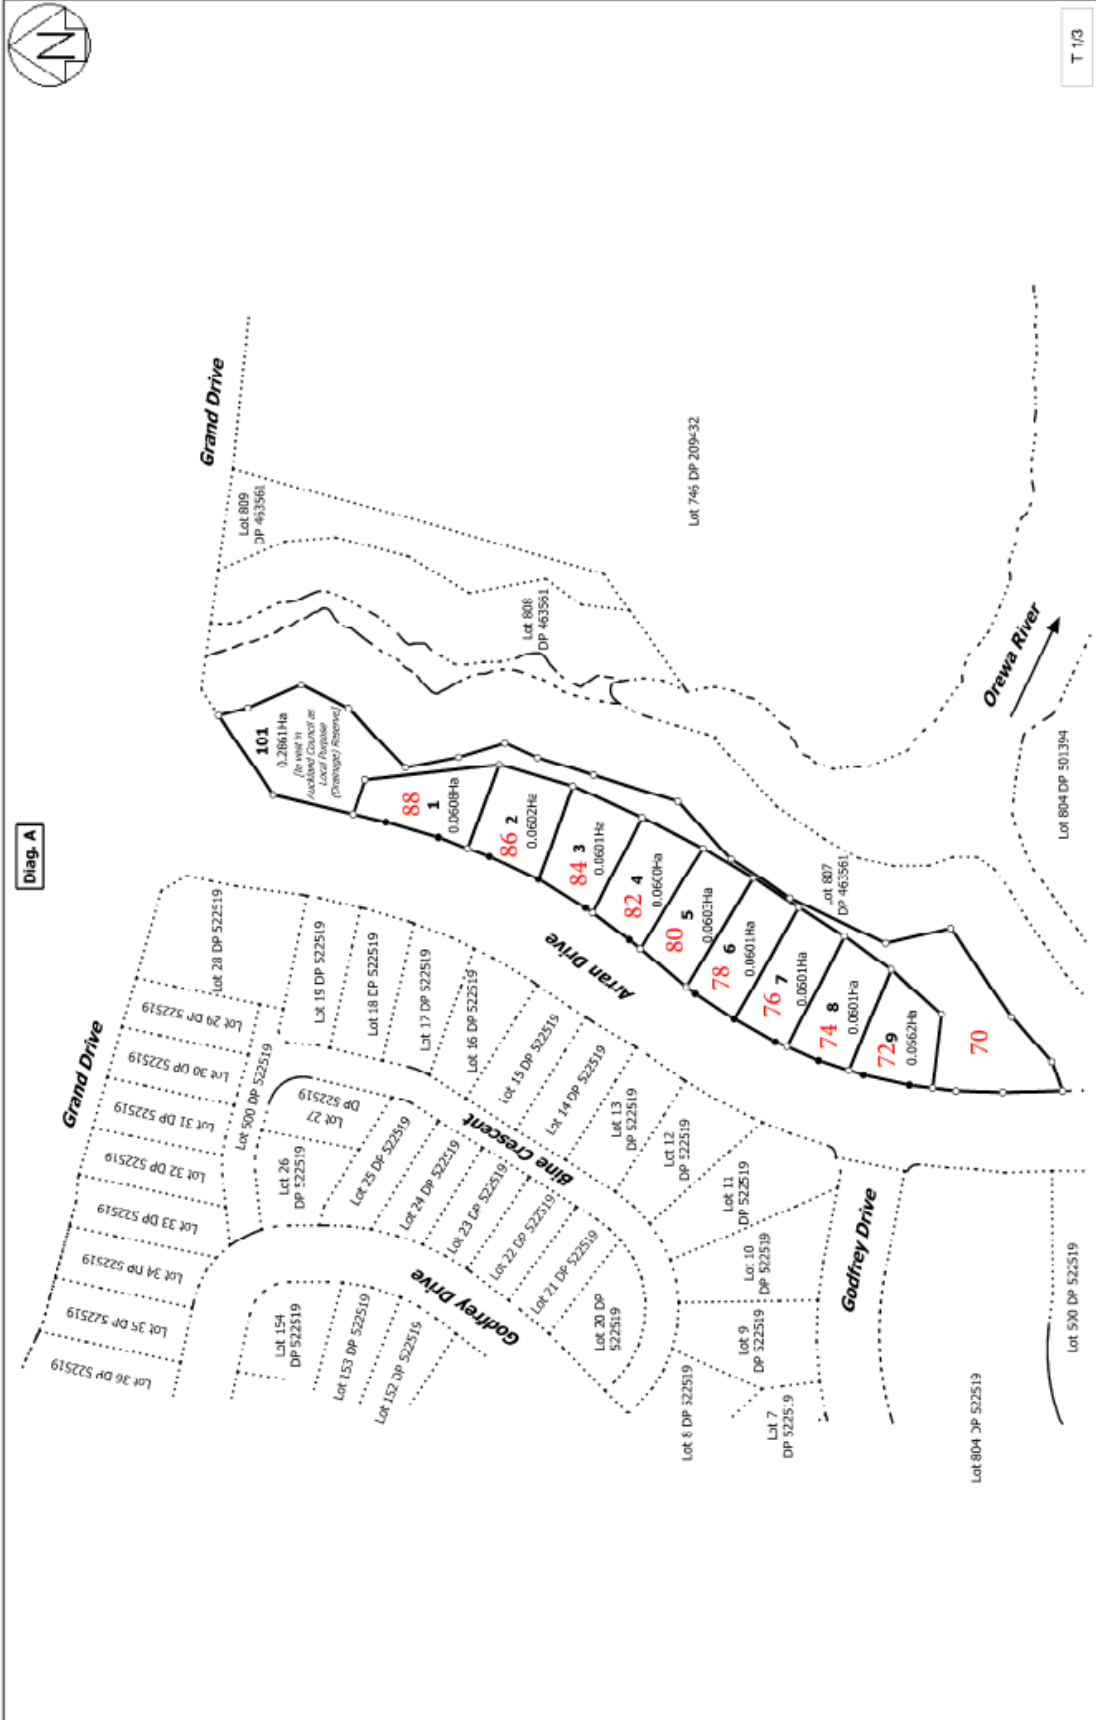 N
T 1/3
Diag. A
Grand Drive
Lot 809
DP 463561
Lot 746 DP 209432
Lot 808
DP 463561
Orewa River
Lot 804 DP 501394
Lot 807
DP 463561
101
0.2861Ha
(To vest in
Auckland Council as
Local Purpose
(Drainage) Reserve)
88
1
0.0608Ha
86
2
0.0602Ha
84
3
0.0601Ha
82
4
0.0600Ha
80
5
0.0603Ha
78
6
0.0601Ha
76
7
0.0601Ha
74
8
0.0601Ha
72
9
0.0562Ha
70
Arran Drive
Grand Drive
Lot 28 DP 522519
Lot 29 DP 522519
Lot 30 DP 522519
Lot 31 DP 522519
Lot 32 DP 522519
Lot 33 DP 522519
Lot 34 DP 522519
Lot 35 DP 522519
Lot 36 DP 522519
Lot 500 DP 522519
Lot 19 DP 522519
Lot 18 DP 522519
Lot 17 DP 522519
Lot 16 DP 522519
Lot 15 DP 522519
Lot 14 DP 522519
Lot 13
DP 522519
Lot 12
DP 522519
Lot 11
DP 522519
Lot 10
DP 522519
Lot 9
DP 522519
Lot 8 DP 522519
Lot 7
DP 522519
Bine Crescent
Lot 27
DP 522519
Lot 26
DP 522519
Lot 25 DP 522519
Lot 24 DP 522519
Lot 23 DP 522519
Lot 22 DP 522519
Lot 21 DP 522519
Lot 20 DP
522519
Godfrey Drive
Lot 154
DP 522519
Lot 153 DP 522519
Lot 152 DP 522519
Godfrey Drive
Lot 804 DP 522519
Lot 500 DP 522519